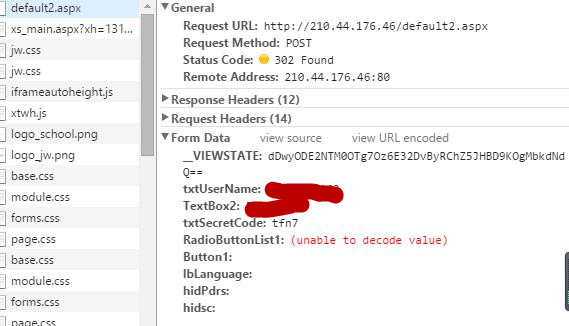 default2.aspx
xs_main.aspx?xh=131...
jw.css
jw.css
iframeautoheight.js
xtwh.js
logo_school.png
logo_jw.png
base.css
module.css
forms.css
page.css
base.css
module.css
forms.css
page.css
General
Request URL: http://210.44.176.46/default2.aspx
Request Method: POST
Status Code: 302 Found
Remote Address: 210.44.176.46:80
Response Headers (12)
Request Headers (14)
Form Data view source view URL encoded
__VIEWSTATE: dDwyODE2NTM0OTg7Oz6E32DvByRChZ5JHBD9KOgMbkdNd
Q==
txtUserName:
TextBox2:
txtSecretCode: tfn7
RadioButtonList1: (unable to decode value)
Button1:
lbLanguage:
hidPdrs:
hidsc: